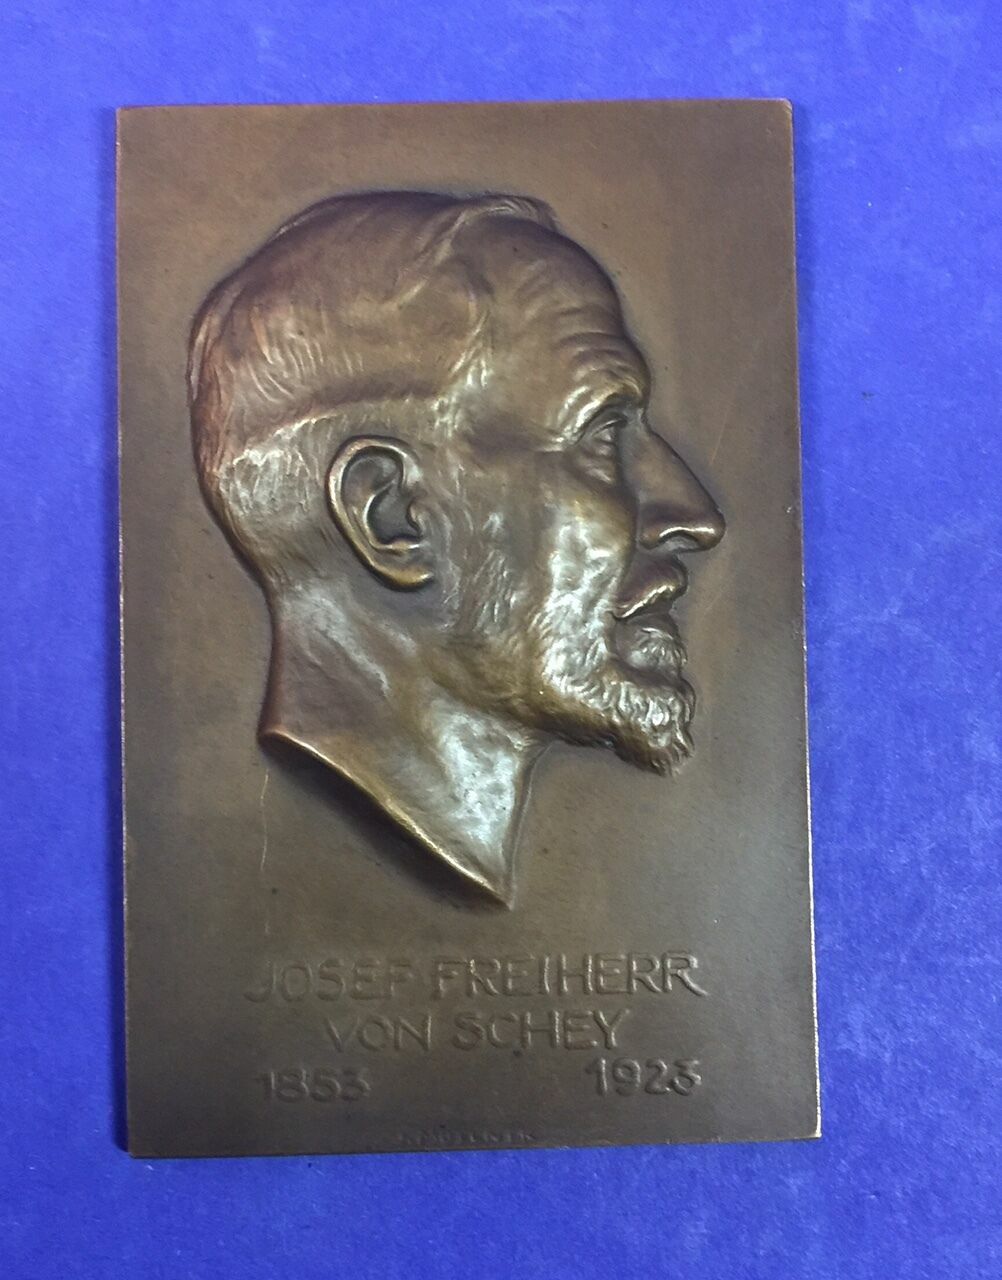 JOSEF FREIHERR
VON SCHEY
1853 1923